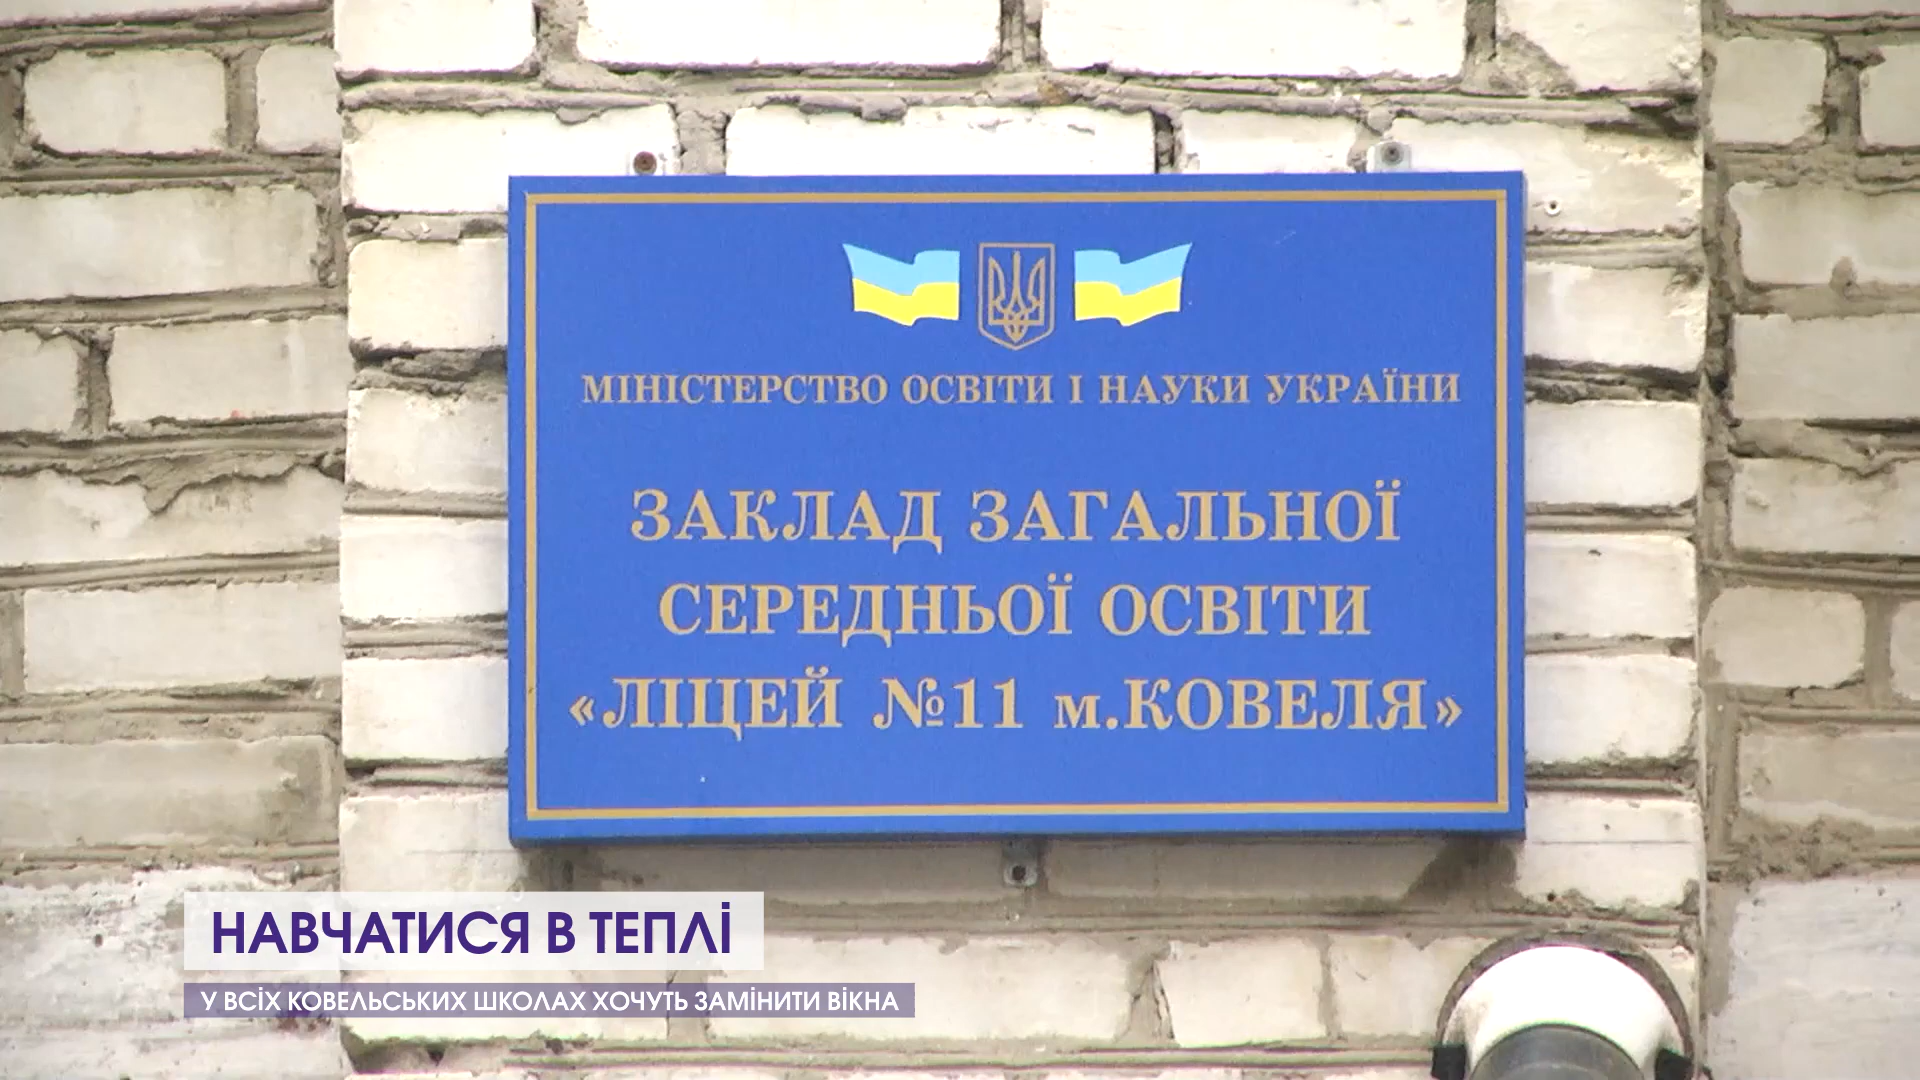 МІНІСТЕРСТВО ОСВІТИ І НАУКИ УКРАЇНИ
ЗАКЛАД ЗАГАЛЬНОЇ
СЕРЕДНЬОЇ ОСВІТИ
«ЛІЦЕЙ №11 м.КОВЕЛЯ»
НАВЧАТИСЯ В ТЕПЛІ
У ВСІХ КОВЕЛЬСЬКИХ ШКОЛАХ ХОЧУТЬ ЗАМІНИТИ ВІКНА